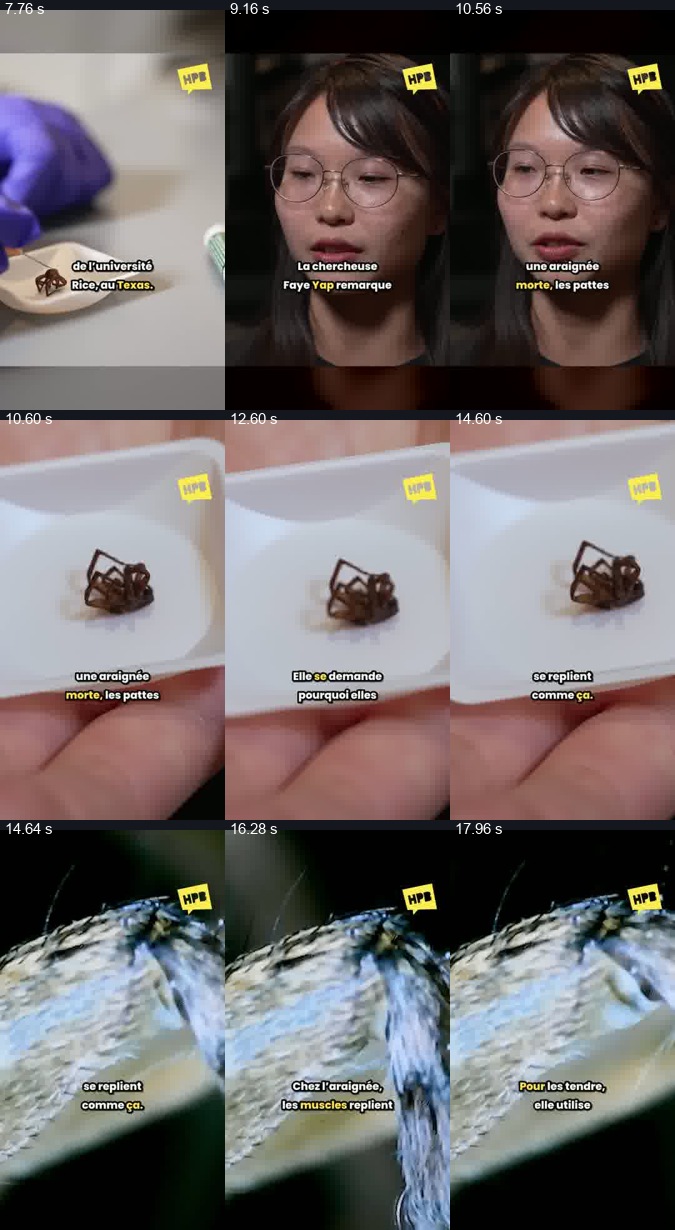 7.76 s
9.16 s
10.56 s
HPB
HPB
HPB
de l'université
Rice, au Texas.
La chercheuse
Faye Yap remarque
une araignée
morte, les pattes
10.60 s
12.60 s
14.60 s
HPB
HPB
HPB
une araignée
morte, les pattes
Elle se demande
pourquoi elles
se replient
comme ça.
14.64 s
16.28 s
17.96 s
HPB
HPB
HPB
se replient
comme ça.
Chez l'araignée,
les muscles replient
Pour les tendre,
elle utilise